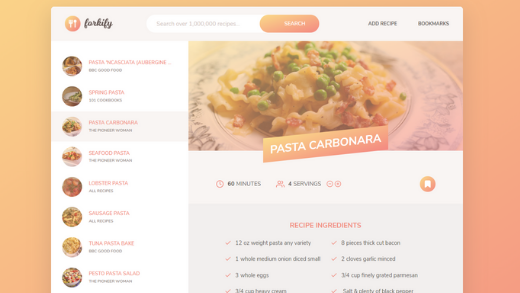 forkify
Search over 1,000,000 recipes...
SEARCH
ADD RECIPE
BOOKMARKS
PASTA 'NCASCIATA (AUBERGINE ...
BBC GOOD FOOD
SPRING PASTA
101 COOKBOOKS
PASTA CARBONARA
THE PIONEER WOMAN
SEAFOOD PASTA
THE PIONEER WOMAN
LOBSTER PASTA
ALL RECIPES
SAUSAGE PASTA
ALL RECIPES
TUNA PASTA BAKE
BBC GOOD FOOD
PESTO PASTA SALAD
THE PIONEER WOMAN
PASTA CARBONARA
60 MINUTES
4 SERVINGS
RECIPE INGREDIENTS
12 oz weight pasta any variety
8 pieces thick cut bacon
1 whole medium onion diced small
2 cloves garlic minced
3 whole eggs
3/4 cup finely grated parmesan
3/4 cup heavy cream
Salt & plenty of black pepper